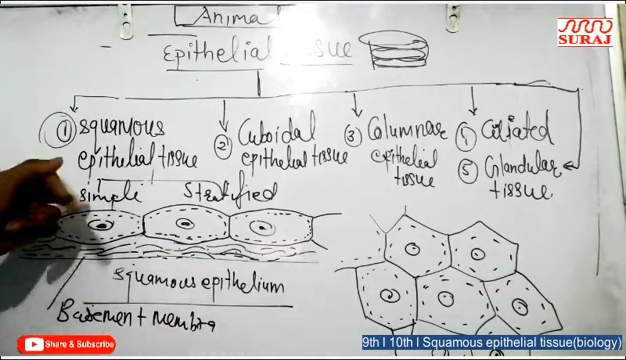 Animal
SURAJ
Epithelial tissue
① Squamous
epithelial tissue
simple Stratified
② Cuboidal
epithelial tissue
③ Columnar
epithelial
tissue
④ Ciliated
⑤ Glandular
tissue
squamous epithelium
Basement membra
Share & Subscribe
9th I 10th I Squamous epithelial tissue(biology)